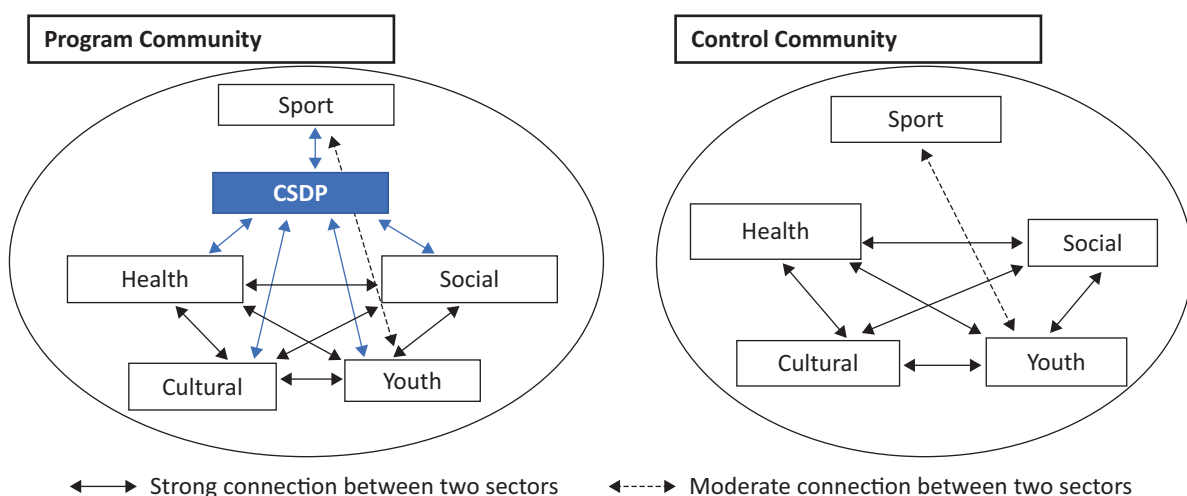 Program Community
Sport
CSDP
Health
Social
Cultural
Youth
Control Community
Sport
Health
Social
Cultural
Youth
Strong connection between two sectors
Moderate connection between two sectors